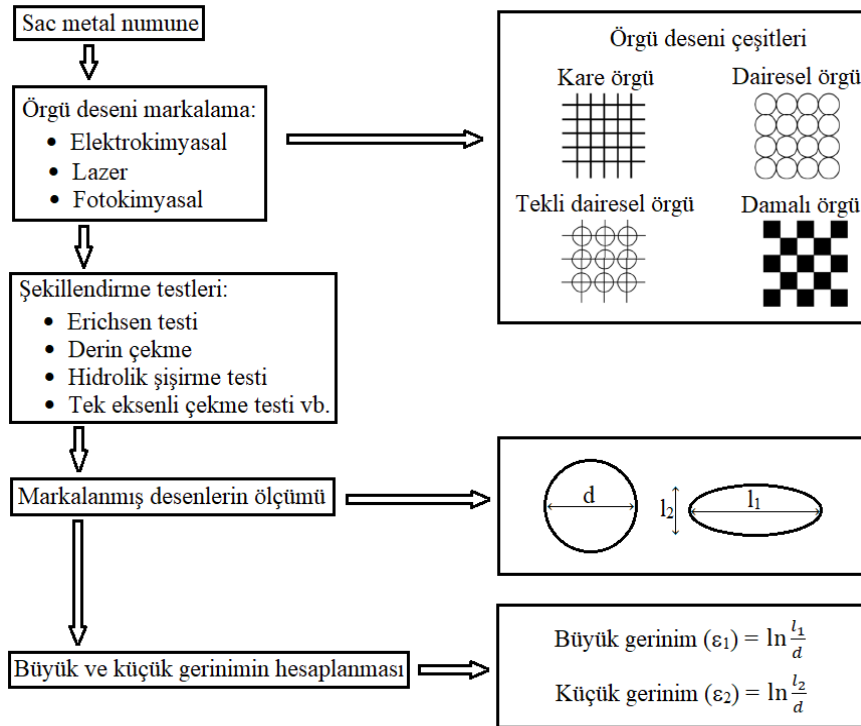 Sac metal numune
Örgü deseni markalama:
• Elektrokimyasal
• Lazer
• Fotokimyasal
Örgü deseni çeşitleri
Kare örgü
Dairesel örgü
Tekli dairesel örgü
Damalı örgü
Şekillendirme testleri:
• Erichsen testi
• Derin çekme
• Hidrolik şişirme testi
• Tek eksenli çekme testi vb.
Markalanmış desenlerin ölçümü
d
l₂
l₁
Büyük ve küçük gerinimin hesaplanması
Büyük gerinim (ε₁) = ln l₁/d
Küçük gerinim (ε₂) = ln l₂/d